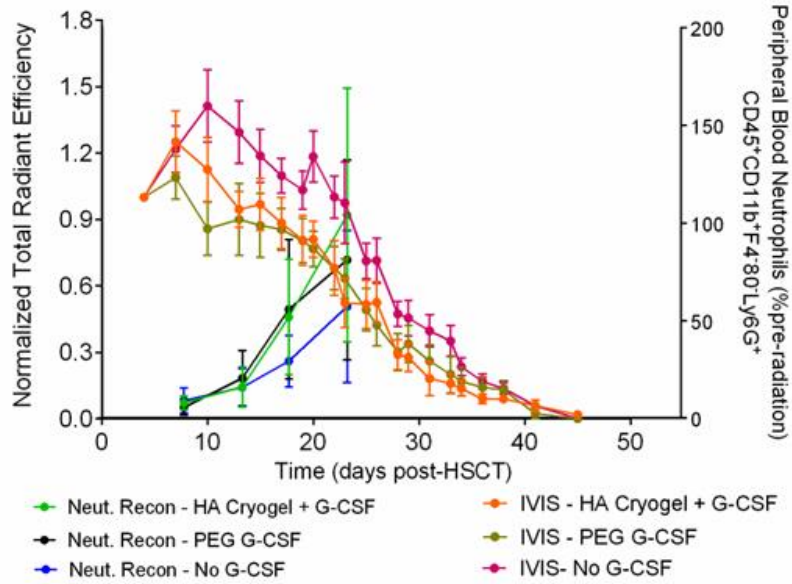 Normalized Total Radiant Efficiency
1.8
1.5
1.2
0.9
0.6
0.3
0.0
0
10
20
30
40
50
Time (days post-HSCT)
200
150
100
50
0
Peripheral Blood Neutrophils (%pre-radiation)
CD45⁺CD11b⁺F4⁻80⁻Ly6G⁺
Neut. Recon - HA Cryogel + G-CSF
Neut. Recon - PEG G-CSF
Neut. Recon - No G-CSF
IVIS - HA Cryogel + G-CSF
IVIS - PEG G-CSF
IVIS- No G-CSF